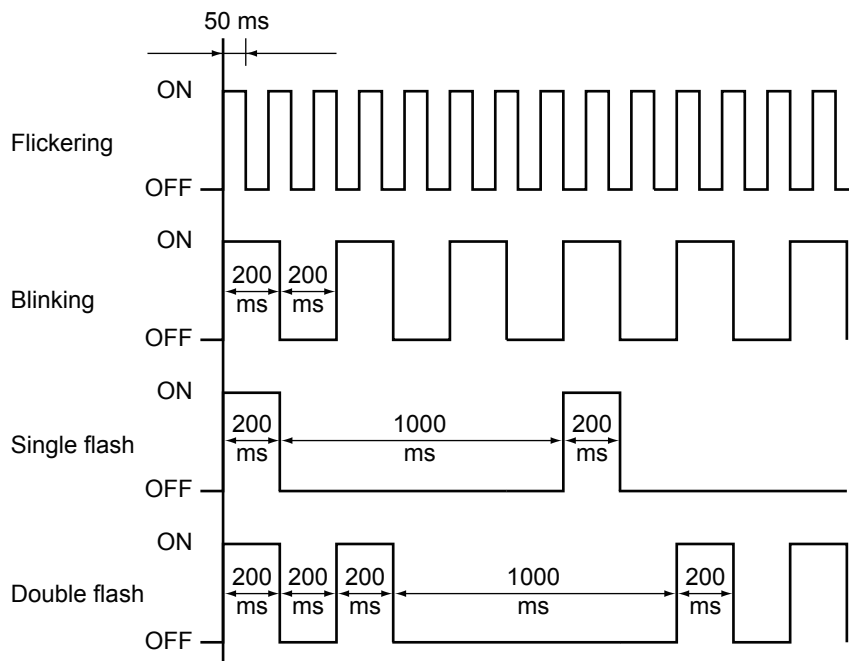 50 ms
ON
Flickering
OFF
ON
200 200
ms ms
Blinking
OFF
ON
200 1000 200
ms ms ms
Single flash
OFF
ON
200 200 200 1000 200
ms ms ms ms ms
Double flash
OFF